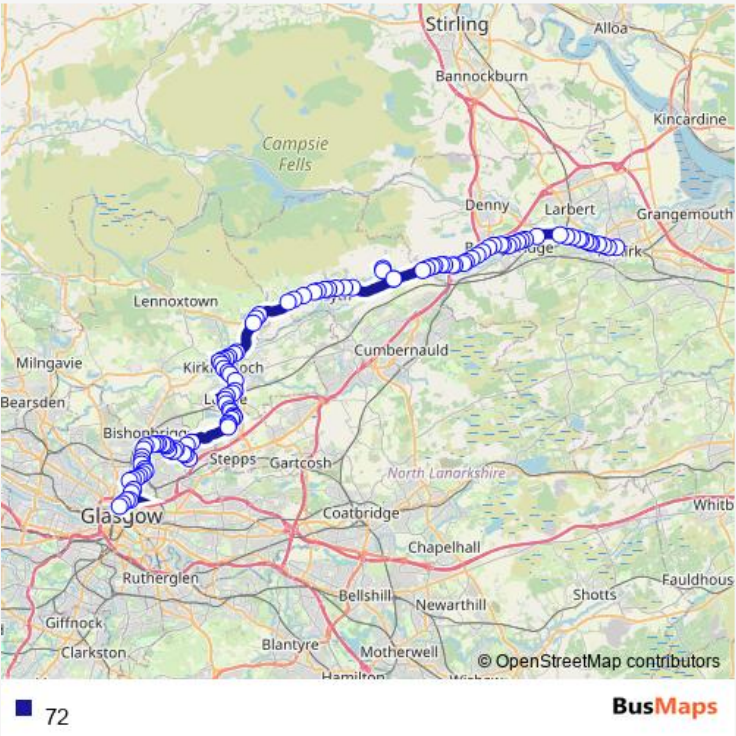 Stirling
Alloa
Bannockburn
Kincardine
Campsie
Fells
Denny
Larbert
Grangemouth
Lennoxtown
Milngavie
Cumbernauld
Bearsden
Stepps
Gartcosh
North Lanarkshire
Glasgow
Coatbridge
Whitb
Chapelhall
Rutherglen
Bellshill
Newarthill
Shotts
Fauldhous
Giffnock
Blantyre
Motherwell
Clarkston
Hamilton
© OpenStreetMap contributors
72
BusMaps